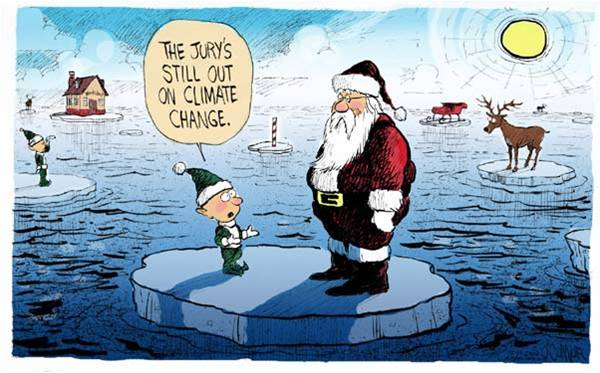 THE JURY'S
STILL OUT
ON CLIMATE
CHANGE.